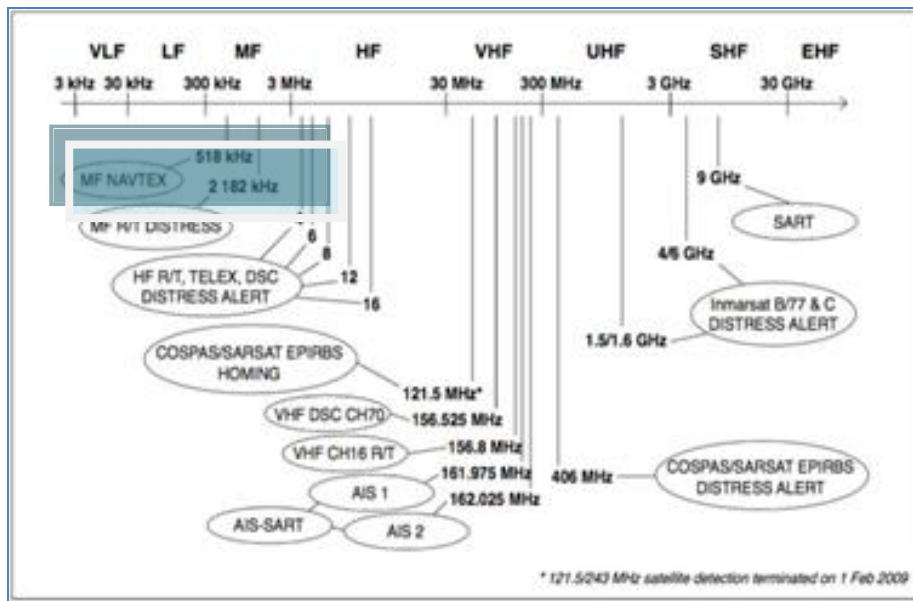 VLF LF MF HF VHF UHF SHF EHF
3 kHz 30 kHz 300 kHz 3 MHz 30 MHz 300 MHz 3 GHz 30 GHz
518 kHz
MF NAVTEX
2 182 kHz
9 GHz
MF R/T DISTRESS
SART
6
8
4/6 GHz
HF R/T, TELEX, DSC
DISTRESS ALERT
12
16
Inmarsat B/77 & C
DISTRESS ALERT
1.5/1.6 GHz
COSPAS/SARSAT EPIRBS
HOMING
121.5 MHz*
VHF DSC CH70
156.525 MHz
VHF CH16 R/T
156.8 MHz
161.975 MHz
406 MHz
COSPAS/SARSAT EPIRBS
DISTRESS ALERT
AIS 1
162.025 MHz
AIS-SART
AIS 2
* 121.5/243 MHz satellite detection terminated on 1 Feb 2009